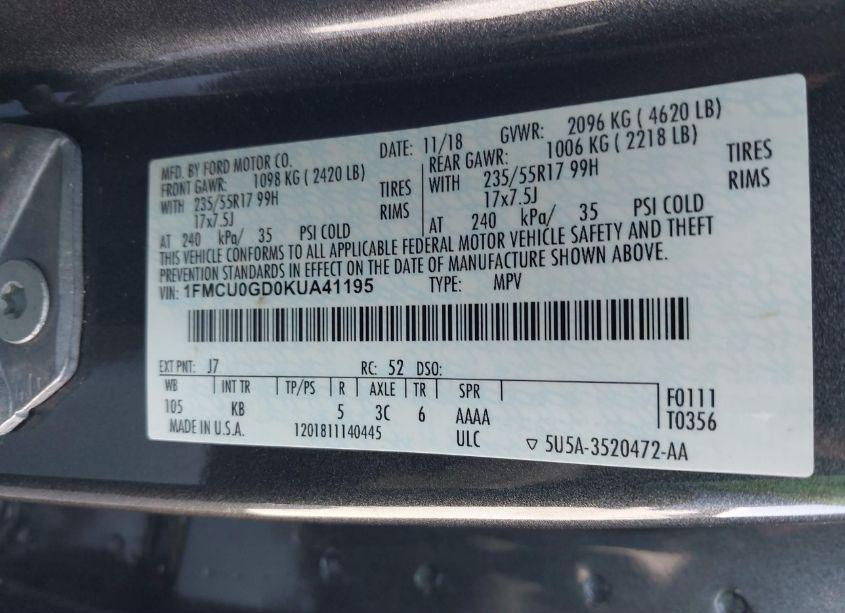 MFD. BY FORD MOTOR CO. DATE: 11/18 GVWR: 2096 KG ( 4620 LB)
FRONT GAWR: 1098 KG ( 2420 LB) REAR GAWR: 1006 KG ( 2218 LB)
WITH 235/55R17 99H TIRES WITH 235/55R17 99H TIRES
17x7.5J RIMS 17x7.5J RIMS
AT 240 kPa/ 35 PSI COLD AT 240 kPa/ 35 PSI COLD
THIS VEHICLE CONFORMS TO ALL APPLICABLE FEDERAL MOTOR VEHICLE SAFETY AND THEFT
PREVENTION STANDARDS IN EFFECT ON THE DATE OF MANUFACTURE SHOWN ABOVE.
VIN: 1FMCU0GD0KUA41195 TYPE: MPV
EXT PNT: J7 RC: 52 DSO:
WB INT TR TP/PS R AXLE TR SPR F0111
105 KB 5 3C 6 AAAA T0356
MADE IN U.S.A. 1201811140445 ULC ▽ 5U5A-3520472-AA